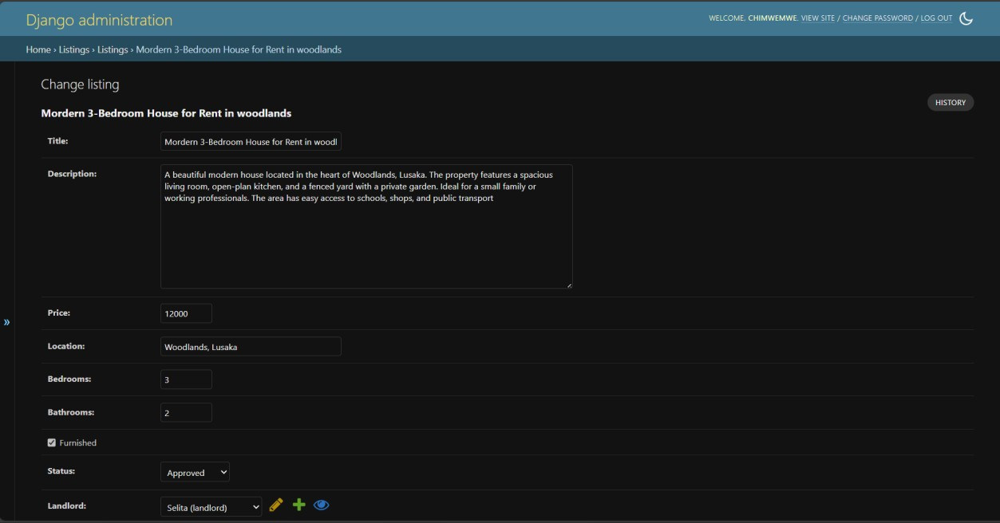 Django administration
WELCOME, CHIMWEMWE. VIEW SITE / CHANGE PASSWORD / LOG OUT
Home › Listings › Listings › Mordern 3-Bedroom House for Rent in woodlands
Change listing
HISTORY
Mordern 3-Bedroom House for Rent in woodlands
Title: Mordern 3-Bedroom House for Rent in woodl
Description: A beautiful modern house located in the heart of Woodlands, Lusaka. The property features a spacious
living room, open-plan kitchen, and a fenced yard with a private garden. Ideal for a small family or
working professionals. The area has easy access to schools, shops, and public transport
Price: 12000
»
Location: Woodlands, Lusaka
Bedrooms: 3
Bathrooms: 2
Furnished
Status: Approved
Landlord: Selita (landlord)